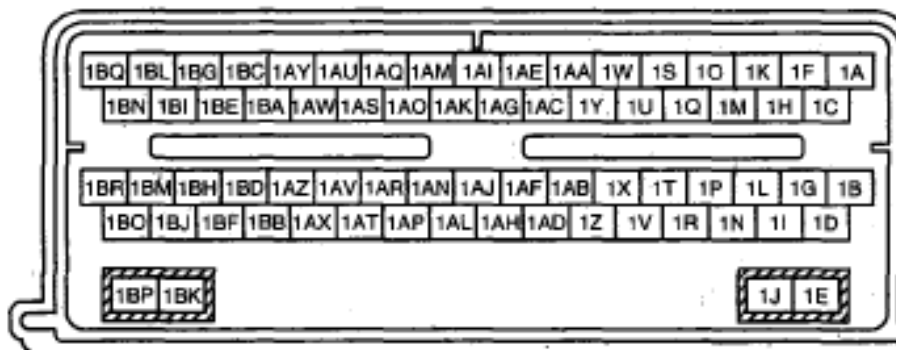 1BQ 1BL 1BG 1BC 1AY 1AU 1AQ 1AM 1AI 1AE 1AA 1W 1S 1O 1K 1F 1A
1BN 1BI 1BE 1BA 1AW 1AS 1AO 1AK 1AG 1AC 1Y 1U 1Q 1M 1H 1C
1BR 1BM 1BH 1BD 1AZ 1AV 1AR 1AN 1AJ 1AF 1AB 1X 1T 1P 1L 1G 1B
1BO 1BJ 1BF 1BB 1AX 1AT 1AP 1AL 1AH 1AD 1Z 1V 1R 1N 1I 1D
1BP 1BK 1J 1E